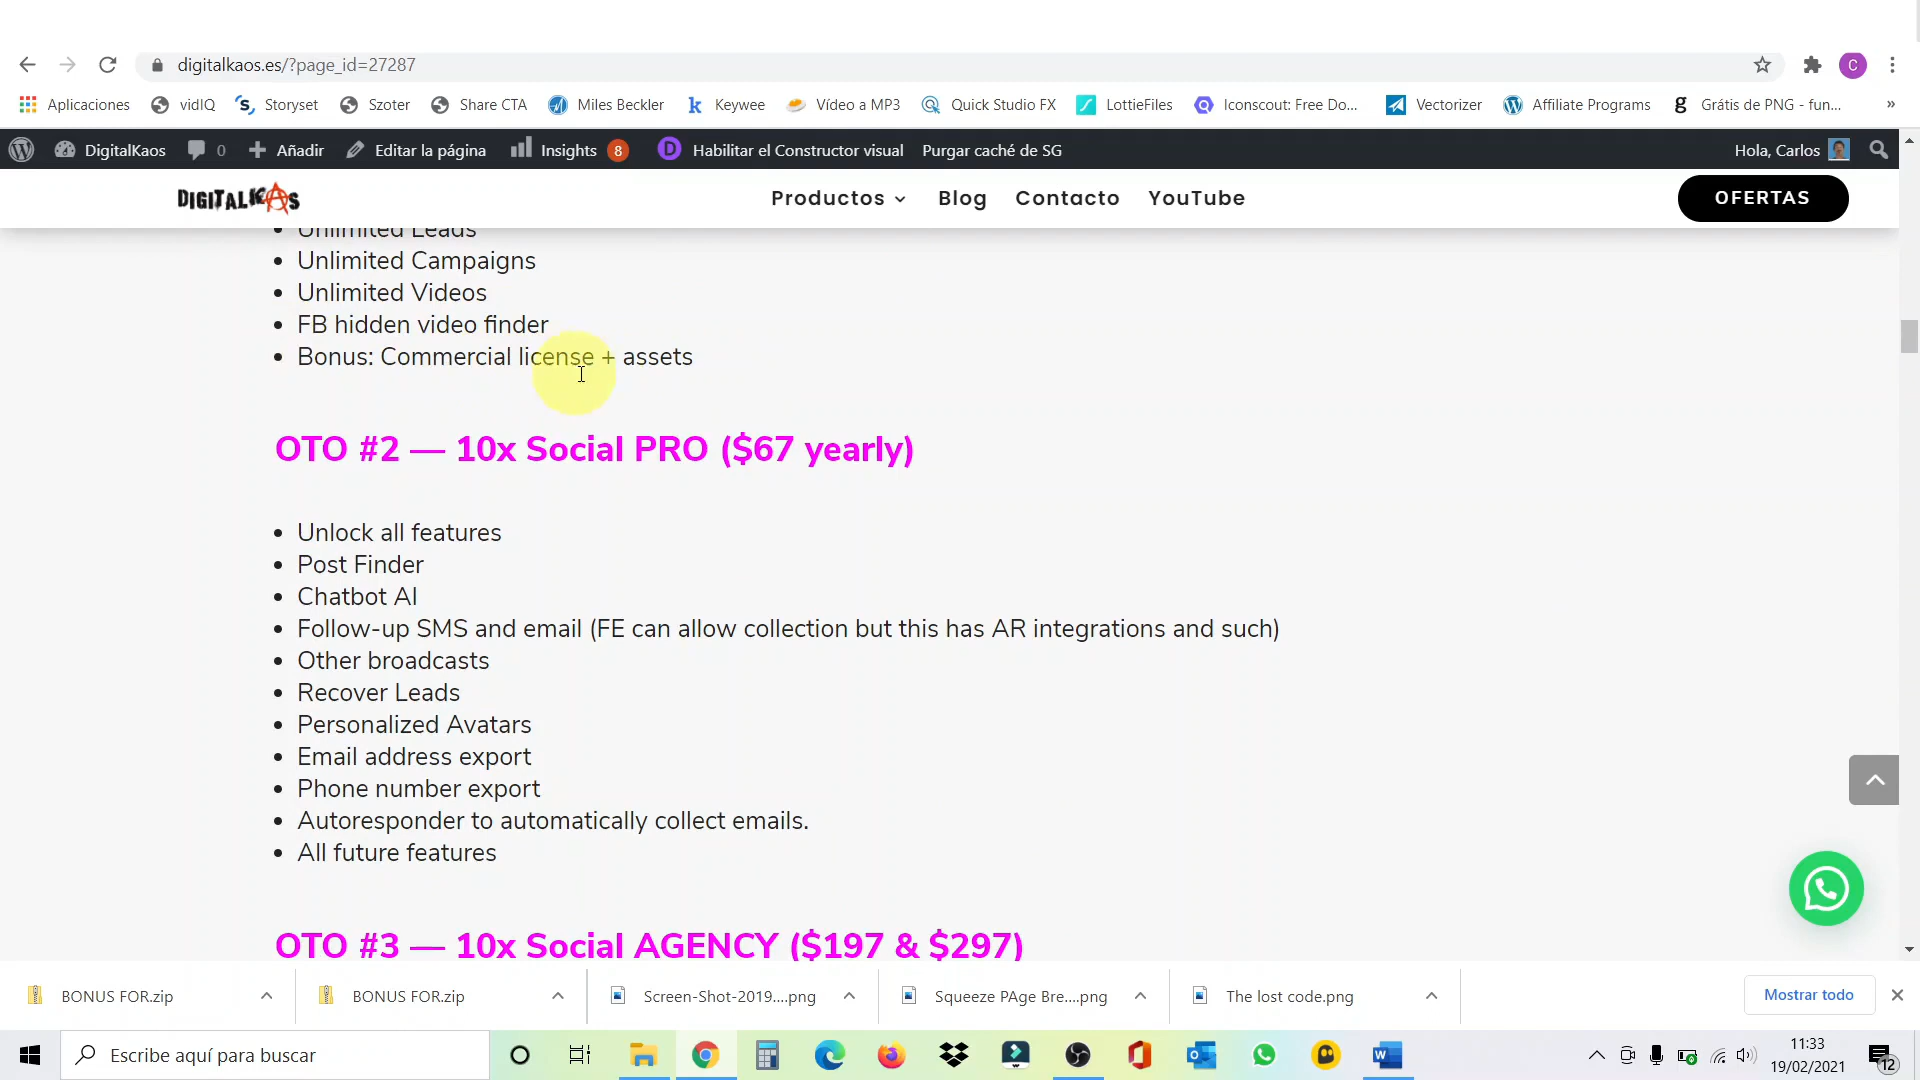 digitalkaos.es/?page_id=27287
C
Aplicaciones vidIQ Storyset Szoter Share CTA Miles Beckler Keywee Vídeo a MP3 Quick Studio FX LottieFiles Iconscout: Free Do... Vectorizer Affiliate Programs Grátis de PNG - fun... »
DigitalKaos 0 Añadir Editar la página Insights 8 Habilitar el Constructor visual Purgar caché de SG Hola, Carlos
DIGITALKAOS Productos Blog Contacto YouTube OFERTAS
Unlimited Leads
• Unlimited Campaigns
• Unlimited Videos
• FB hidden video finder
• Bonus: Commercial license + assets
OTO #2 — 10x Social PRO ($67 yearly)
• Unlock all features
• Post Finder
• Chatbot AI
• Follow-up SMS and email (FE can allow collection but this has AR integrations and such)
• Other broadcasts
• Recover Leads
• Personalized Avatars
• Email address export
• Phone number export
• Autoresponder to automatically collect emails.
• All future features
OTO #3 — 10x Social AGENCY ($197 & $297)
BONUS FOR.zip BONUS FOR.zip Screen-Shot-2019....png Squeeze PAge Bre....png The lost code.png Mostrar todo
Escribe aquí para buscar
11:33
19/02/2021
12